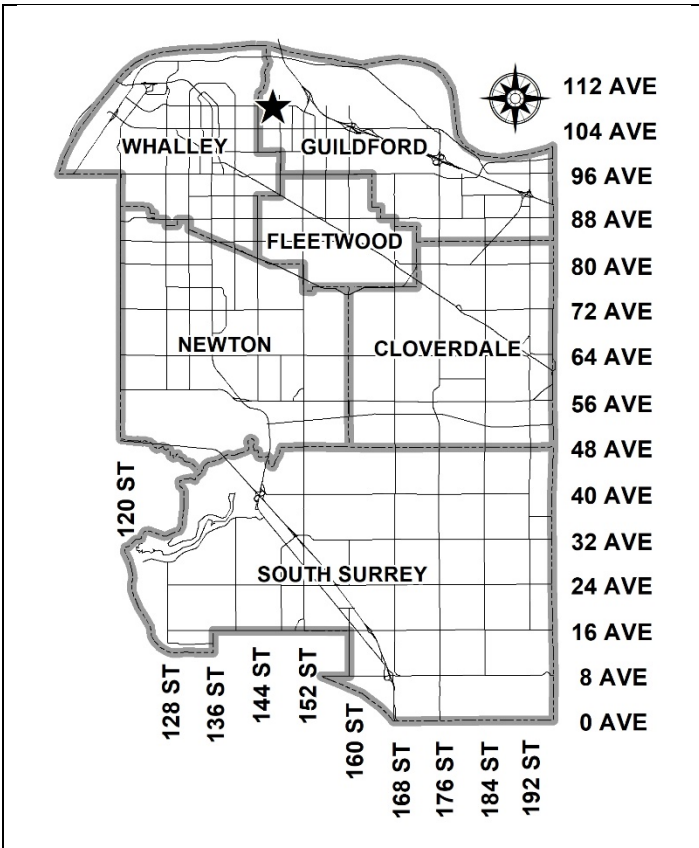 112 AVE
104 AVE
WHALLEY
GUILDFORD
96 AVE
88 AVE
FLEETWOOD
80 AVE
72 AVE
NEWTON
CLOVERDALE
64 AVE
56 AVE
48 AVE
120 ST
40 AVE
32 AVE
SOUTH SURREY
24 AVE
16 AVE
8 AVE
0 AVE
128 ST
136 ST
144 ST
152 ST
160 ST
168 ST
176 ST
184 ST
192 ST